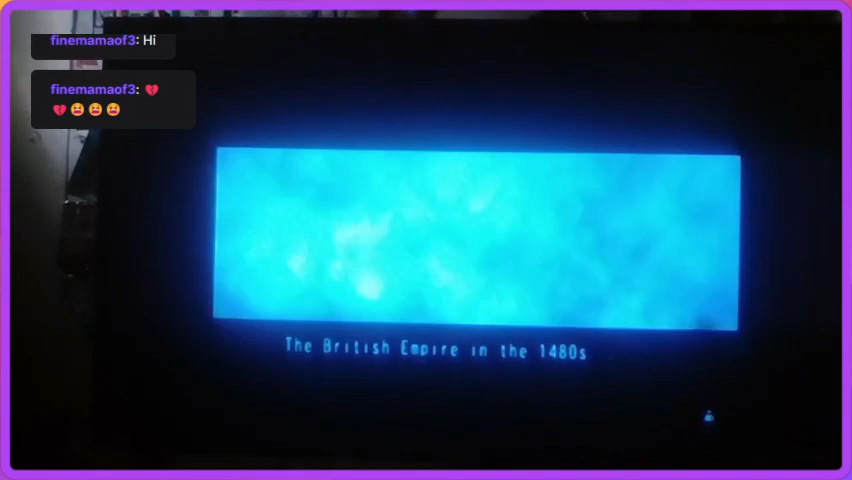 finemamaof3: Hi
finemamaof3: 💔
💔😫😫😫
The British Empire in the 1480s